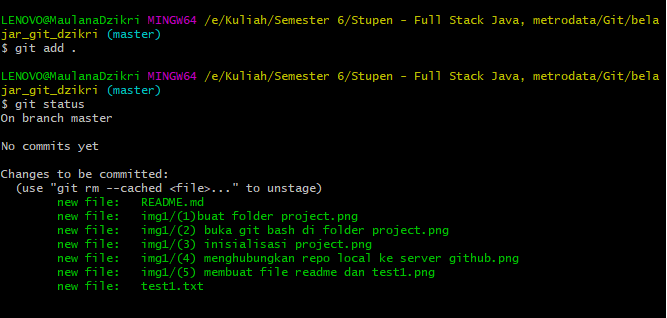 LENOVO@MaulanaDzikri MINGW64 /e/Kuliah/Semester 6/Stupen - Full Stack Java, metrodata/Git/bela
jar_git_dzikri (master)
$ git add .
LENOVO@MaulanaDzikri MINGW64 /e/Kuliah/Semester 6/Stupen - Full Stack Java, metrodata/Git/bela
jar_git_dzikri (master)
$ git status
On branch master
No commits yet
Changes to be committed:
  (use "git rm --cached <file>..." to unstage)
        new file:   README.md
        new file:   img1/(1)buat folder project.png
        new file:   img1/(2) buka git bash di folder project.png
        new file:   img1/(3) inisialisasi project.png
        new file:   img1/(4) menghubungkan repo local ke server github.png
        new file:   img1/(5) membuat file readme dan test1.png
        new file:   test1.txt